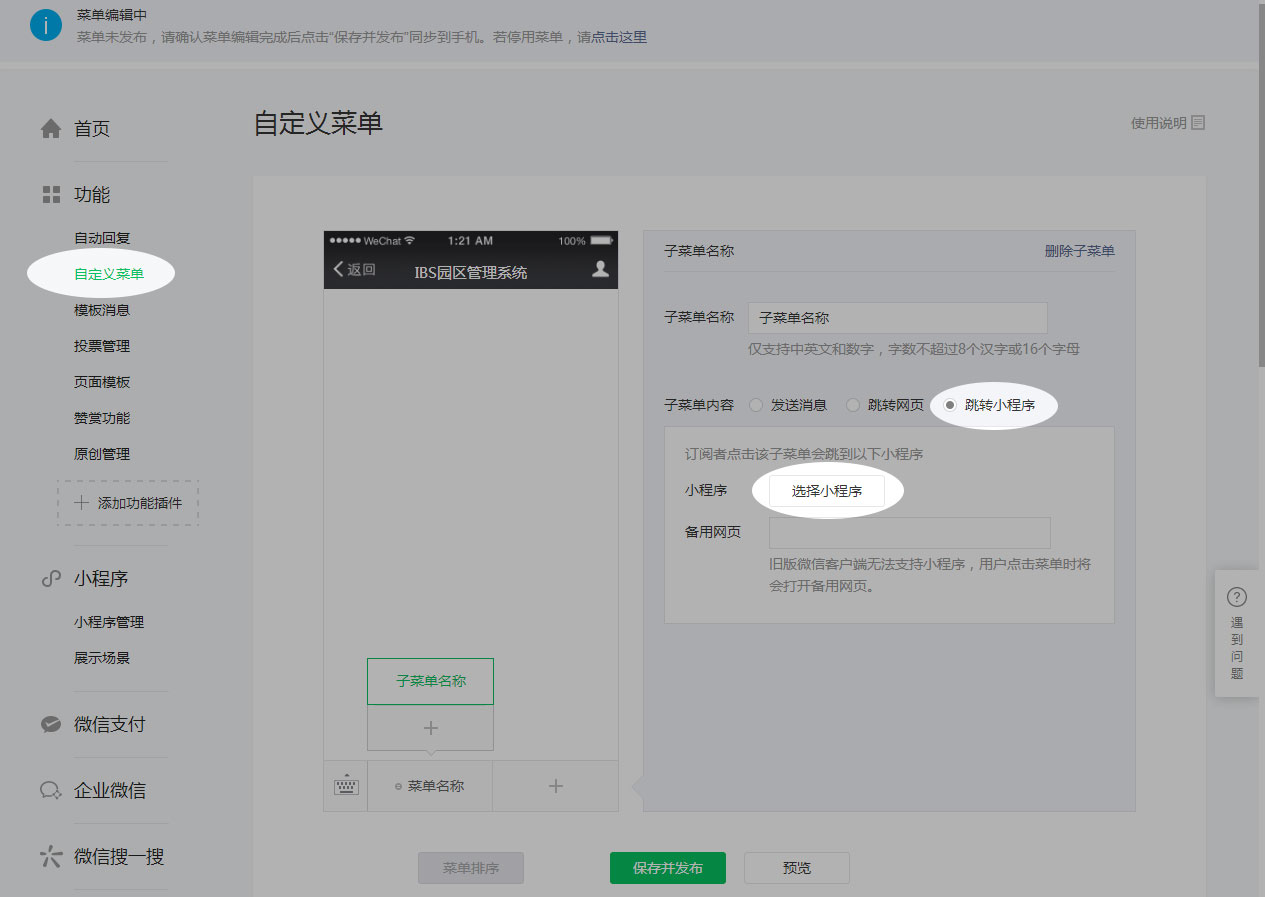 菜单编辑中
菜单未发布，请确认菜单编辑完成后点击“保存并发布”同步到手机。若停用菜单，请点击这里
首页
功能
自动回复
自定义菜单
模板消息
投票管理
页面模板
赞赏功能
原创管理
添加功能插件
小程序
小程序管理
展示场景
微信支付
企业微信
微信搜一搜
自定义菜单
使用说明
WeChat 1:21 AM 100%
返回 IBS园区管理系统
子菜单名称
菜单名称
子菜单名称 删除子菜单
子菜单名称 子菜单名称
仅支持中英文和数字，字数不超过8个汉字或16个字母
子菜单内容 发送消息 跳转网页 跳转小程序
订阅者点击该子菜单会跳到以下小程序
小程序 选择小程序
备用网页
旧版微信客户端无法支持小程序，用户点击菜单时将
会打开备用网页。
菜单排序 保存并发布 预览
遇
到
问
题